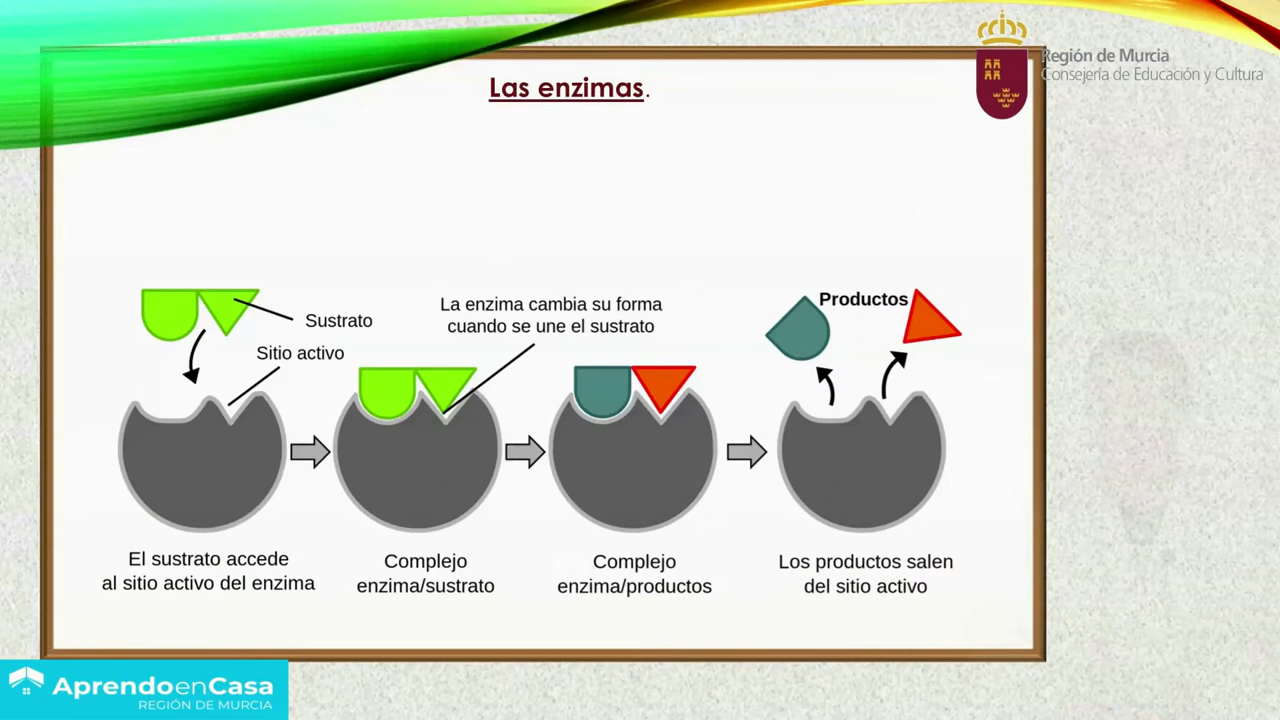 Las enzimas.
Región de Murcia
Consejería de Educación y Cultura
Sustrato
Sitio activo
La enzima cambia su forma
cuando se une el sustrato
Productos
El sustrato accede
al sitio activo del enzima
Complejo
enzima/sustrato
Complejo
enzima/productos
Los productos salen
del sitio activo
AprendoenCasa
REGIÓN DE MURCIA